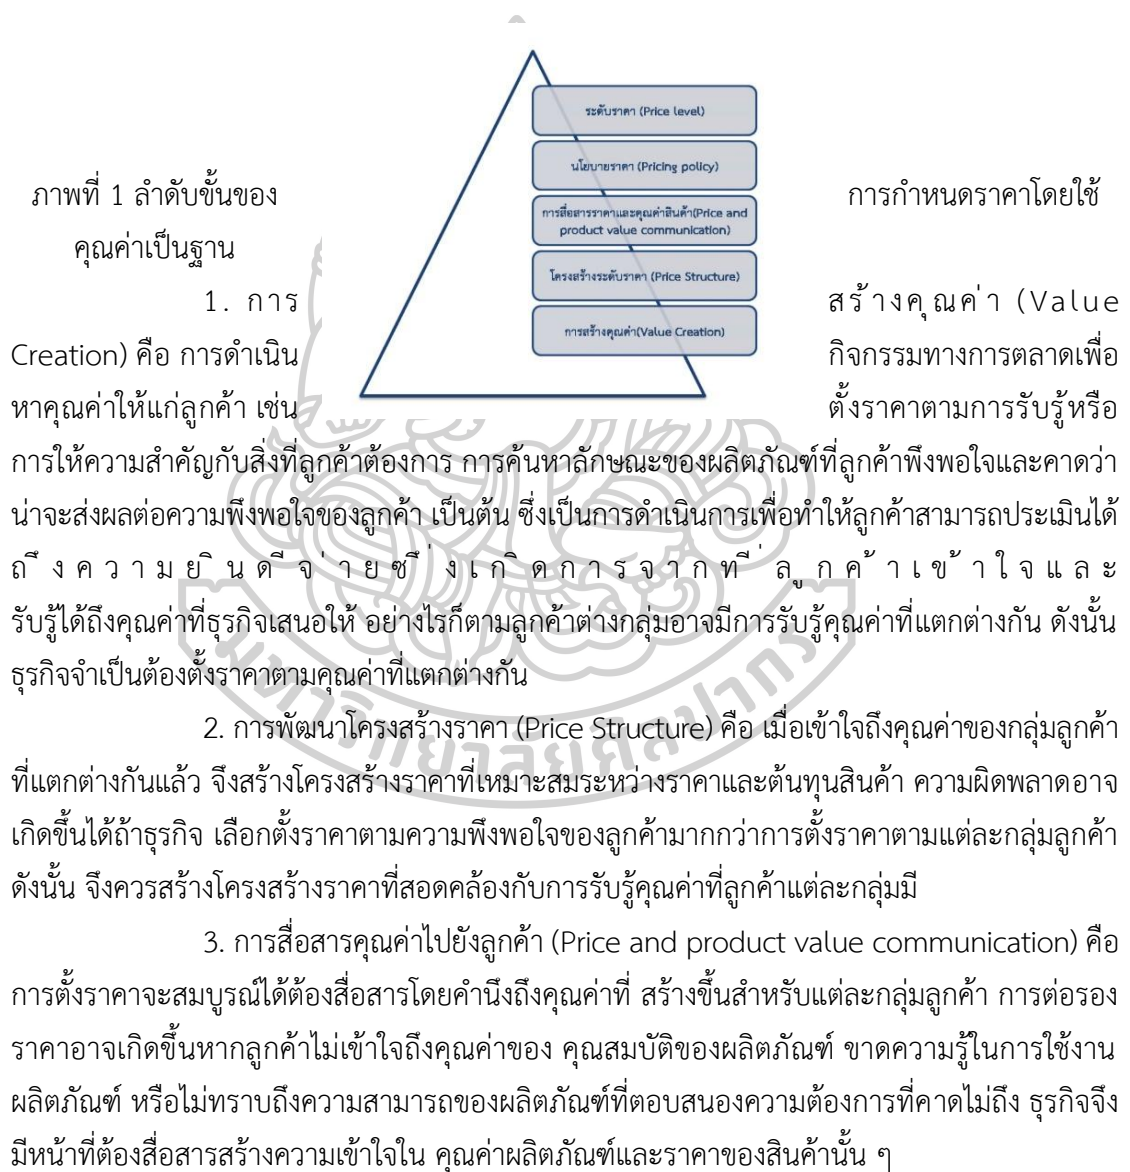 ระดับราคา (Price level)
นโยบายราคา (Pricing policy)
การสื่อสารราคาและคุณค่าสินค้า(Price and
product value communication)
โครงสร้างระดับราคา (Price Structure)
การสร้างคุณค่า(Value Creation)
ภาพที่ 1 ลำดับขั้นของ การกำหนดราคาโดยใช้
คุณค่าเป็นฐาน
1. การ สร้างคุณค่า (Value
Creation) คือ การดำเนิน กิจกรรมทางการตลาดเพื่อ
หาคุณค่าให้แก่ลูกค้า เช่น ตั้งราคาตามการรับรู้หรือ
การให้ความสำคัญกับสิ่งที่ลูกค้าต้องการ การค้นหาลักษณะของผลิตภัณฑ์ที่ลูกค้าพึงพอใจและคาดว่า
น่าจะส่งผลต่อความพึงพอใจของลูกค้า เป็นต้น ซึ่งเป็นการดำเนินการเพื่อทำให้ลูกค้าสามารถประเมินได้
ถึงความยินดีจ่ายซึ่งเกิดการจากที่ลูกค้าเข้าใจและ
รับรู้ได้ถึงคุณค่าที่ธุรกิจเสนอให้ อย่างไรก็ตามลูกค้าต่างกลุ่มอาจมีการรับรู้คุณค่าที่แตกต่างกัน ดังนั้น
ธุรกิจจำเป็นต้องตั้งราคาตามคุณค่าที่แตกต่างกัน
2. การพัฒนาโครงสร้างราคา (Price Structure) คือ เมื่อเข้าใจถึงคุณค่าของกลุ่มลูกค้า
ที่แตกต่างกันแล้ว จึงสร้างโครงสร้างราคาที่เหมาะสมระหว่างราคาและต้นทุนสินค้า ความผิดพลาดอาจ
เกิดขึ้นได้ถ้าธุรกิจ เลือกตั้งราคาตามความพึงพอใจของลูกค้ามากกว่าการตั้งราคาตามแต่ละกลุ่มลูกค้า
ดังนั้น จึงควรสร้างโครงสร้างราคาที่สอดคล้องกับการรับรู้คุณค่าที่ลูกค้าแต่ละกลุ่มมี
3. การสื่อสารคุณค่าไปยังลูกค้า (Price and product value communication) คือ
การตั้งราคาจะสมบูรณ์ได้ต้องสื่อสารโดยคำนึงถึงคุณค่าที่ สร้างขึ้นสำหรับแต่ละกลุ่มลูกค้า การต่อรอง
ราคาอาจเกิดขึ้นหากลูกค้าไม่เข้าใจถึงคุณค่าของ คุณสมบัติของผลิตภัณฑ์ ขาดความรู้ในการใช้งาน
ผลิตภัณฑ์ หรือไม่ทราบถึงความสามารถของผลิตภัณฑ์ที่ตอบสนองความต้องการที่คาดไม่ถึง ธุรกิจจึง
มีหน้าที่ต้องสื่อสารสร้างความเข้าใจใน คุณค่าผลิตภัณฑ์และราคาของสินค้านั้น ๆ
มหาวิทยาลัยศิลปากร